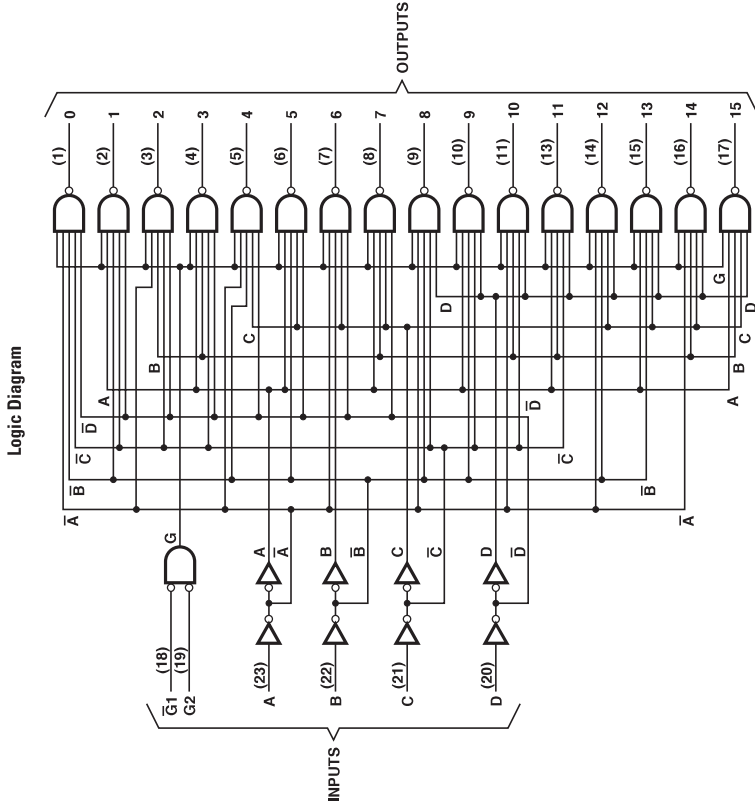 Logic Diagram
INPUTS
G̅1 (18)
G2 (19)
G
A (23)
A
A̅
B (22)
B
B̅
C (21)
C
C̅
D (20)
D
D̅
A̅
B̅
C̅
D̅
A
B
C
D
G
D̅
C̅
B̅
A̅
A
B
C
D
(1) 0
(2) 1
(3) 2
(4) 3
(5) 4
(6) 5
(7) 6
(8) 7
(9) 8
(10) 9
(11) 10
(13) 11
(14) 12
(15) 13
(16) 14
(17) 15
OUTPUTS